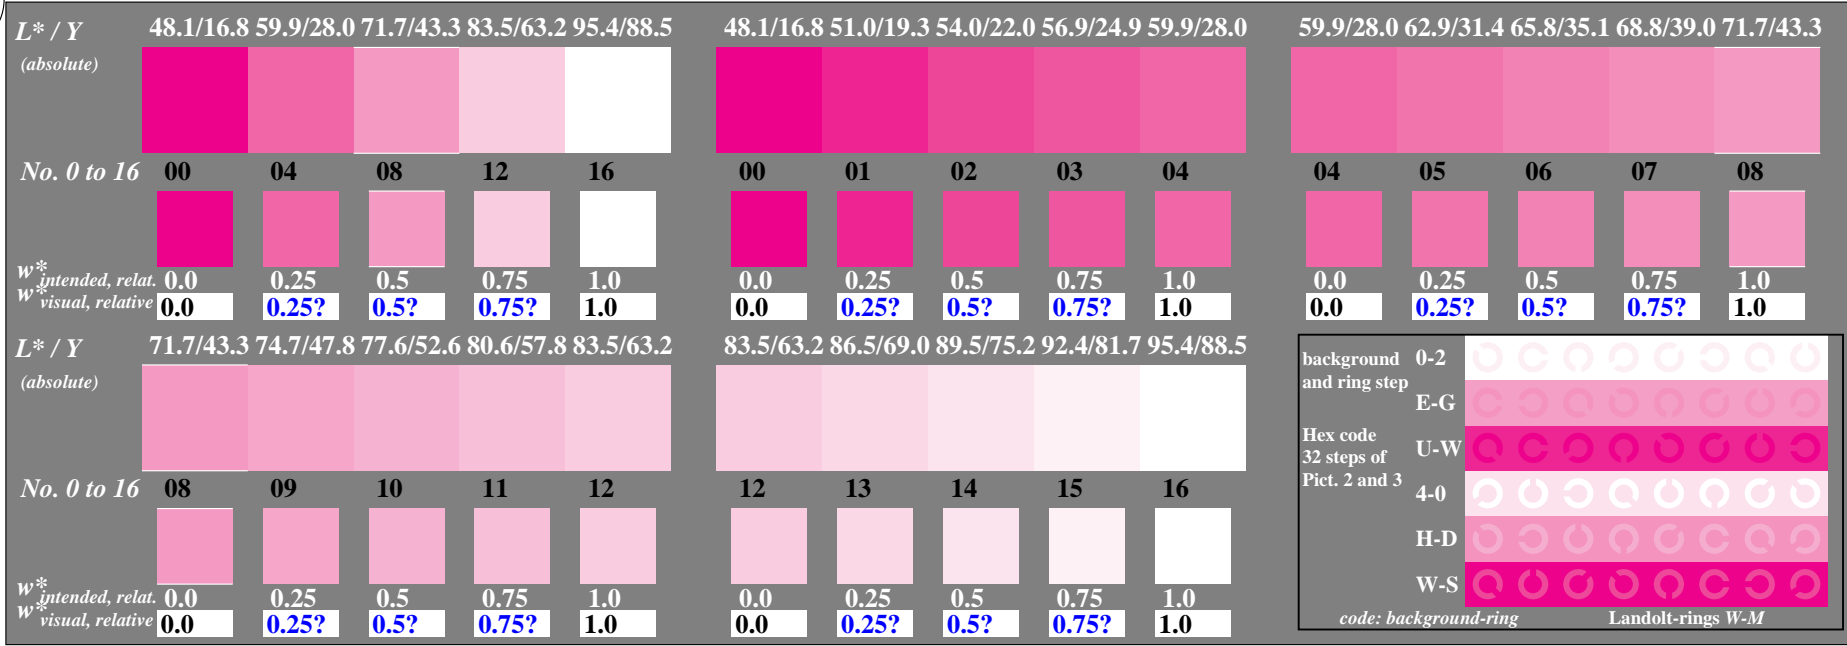 L* / Y 48.1/16.8 59.9/28.0 71.7/43.3 83.5/63.2 95.4/88.5
(absolute)
No. 0 to 16 00 04 08 12 16
w* intended, relat. 0.0 0.25 0.5 0.75 1.0
w* visual, relative 0.0 0.25? 0.5? 0.75? 1.0
48.1/16.8 51.0/19.3 54.0/22.0 56.9/24.9 59.9/28.0
00 01 02 03 04
0.0 0.25 0.5 0.75 1.0
0.0 0.25? 0.5? 0.75? 1.0
59.9/28.0 62.9/31.4 65.8/35.1 68.8/39.0 71.7/43.3
04 05 06 07 08
0.0 0.25 0.5 0.75 1.0
0.0 0.25? 0.5? 0.75? 1.0
L* / Y 71.7/43.3 74.7/47.8 77.6/52.6 80.6/57.8 83.5/63.2
(absolute)
No. 0 to 16 08 09 10 11 12
w* intended, relat. 0.0 0.25 0.5 0.75 1.0
w* visual, relative 0.0 0.25? 0.5? 0.75? 1.0
83.5/63.2 86.5/69.0 89.5/75.2 92.4/81.7 95.4/88.5
12 13 14 15 16
0.0 0.25 0.5 0.75 1.0
0.0 0.25? 0.5? 0.75? 1.0
background
and ring step
Hex code
32 steps of
Pict. 2 and 3
0-2
E-G
U-W
4-0
H-D
W-S
code: background-ring
Landolt-rings W-M